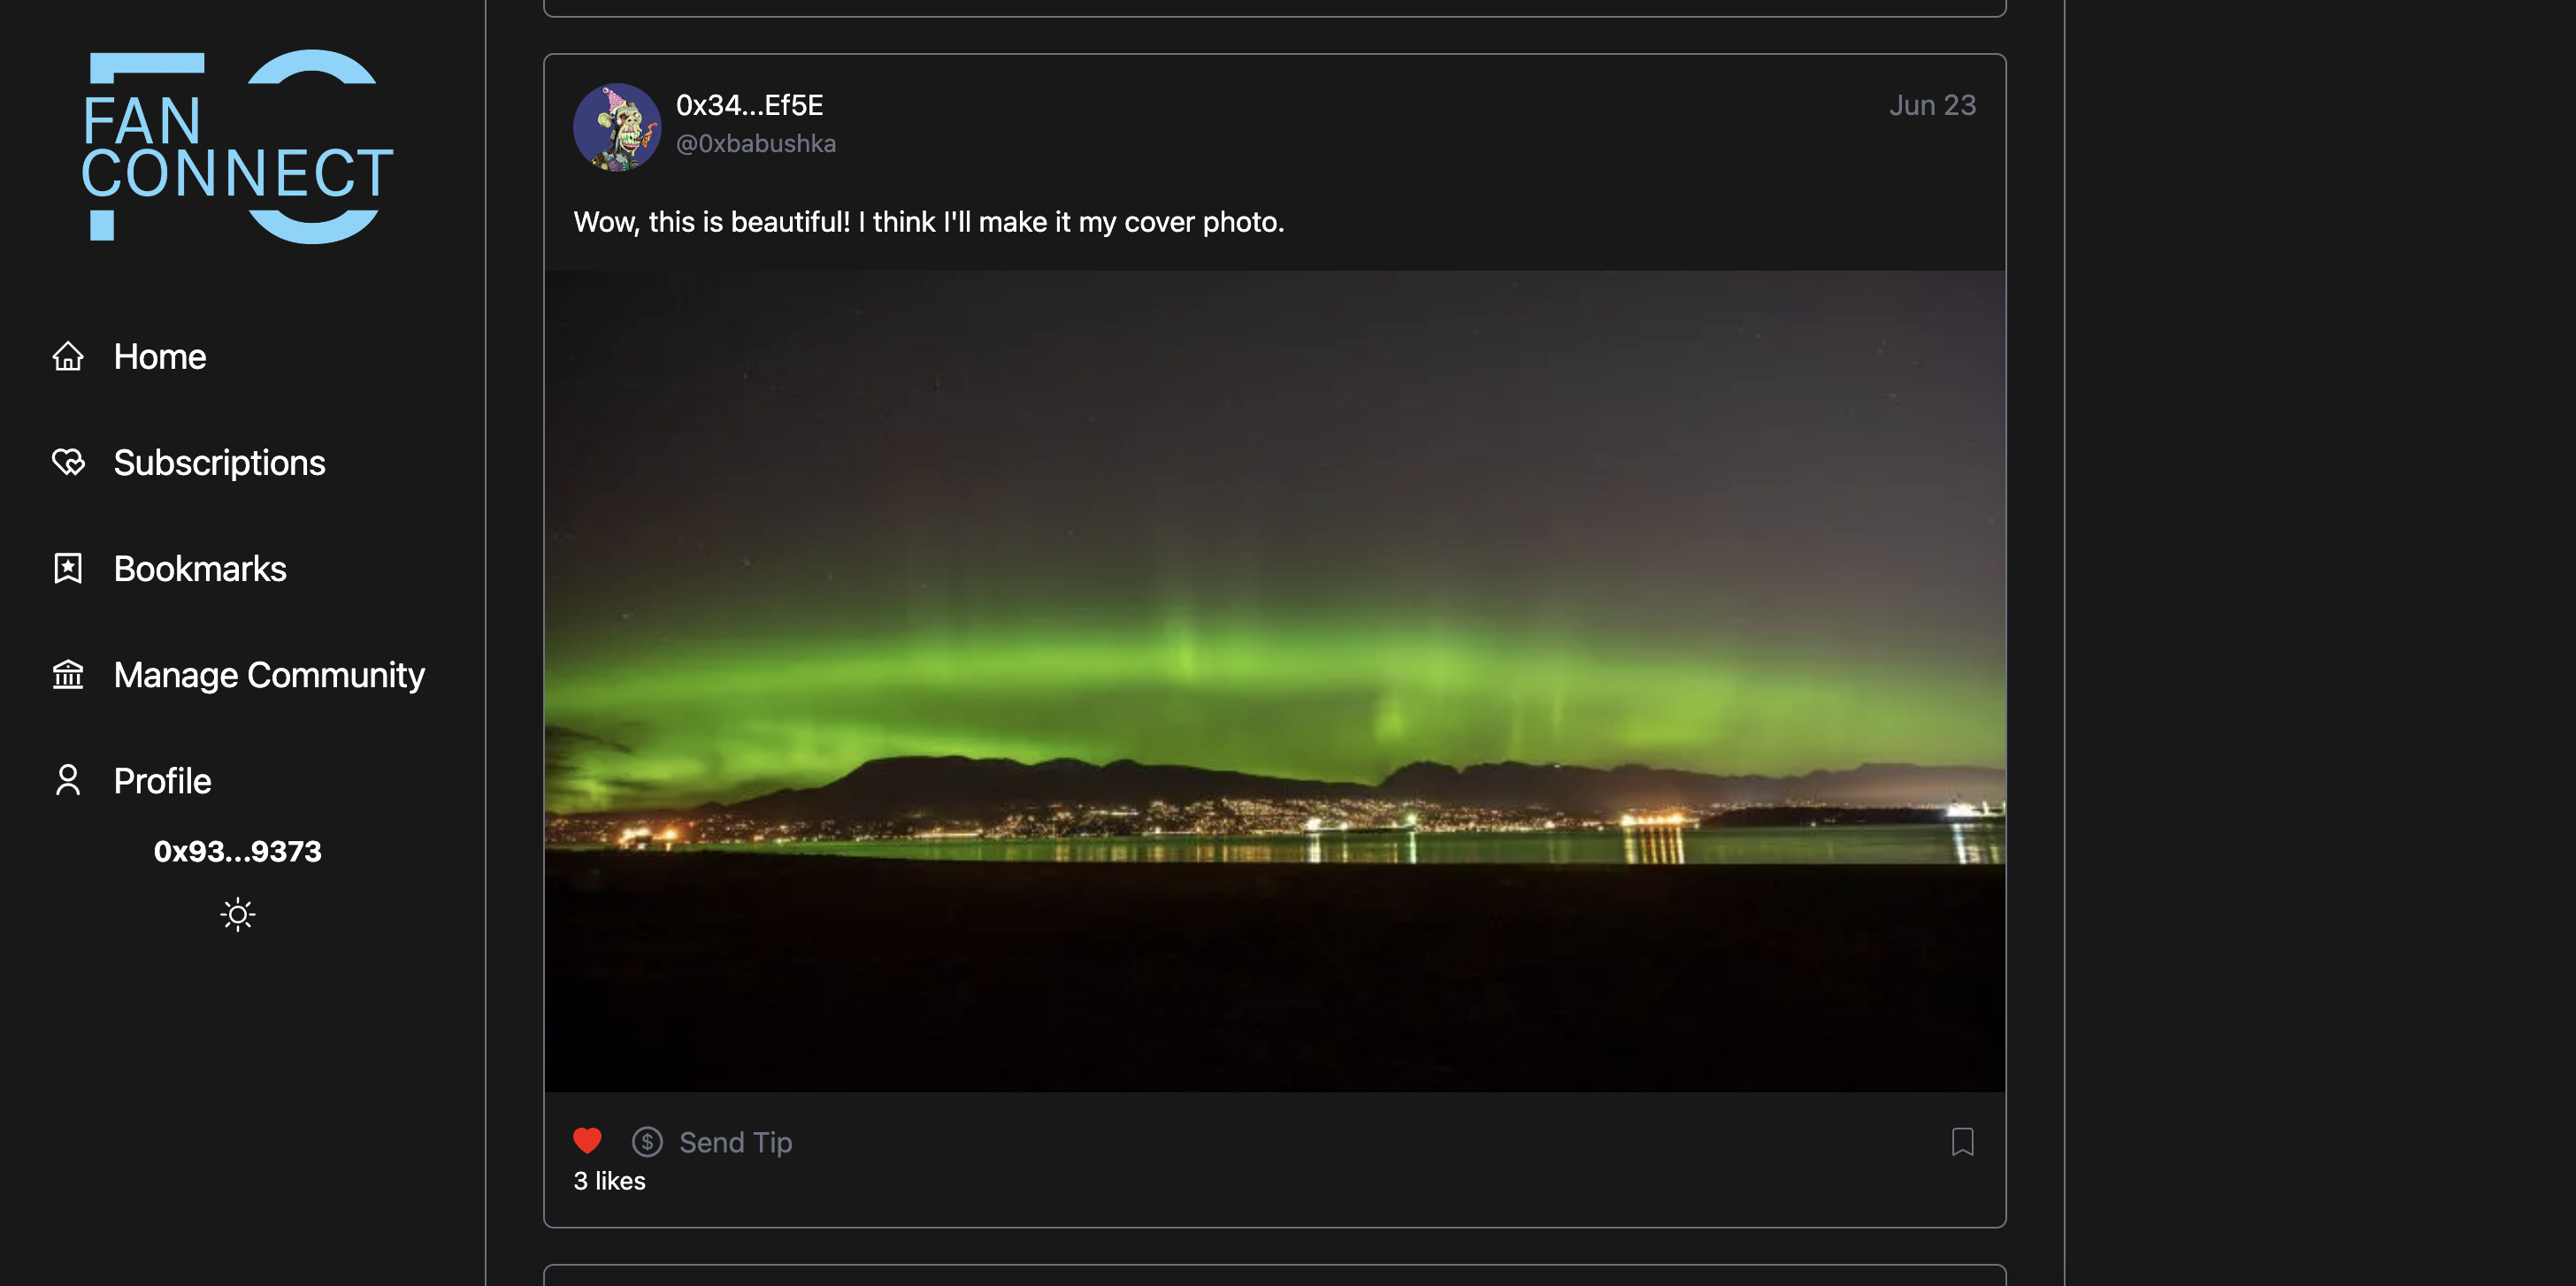 FAN
CONNECT
Home
Subscriptions
Bookmarks
Manage Community
Profile
0x93...9373
0x34...Ef5E
@0xbabushka
Jun 23
Wow, this is beautiful! I think I'll make it my cover photo.
$ Send Tip
3 likes